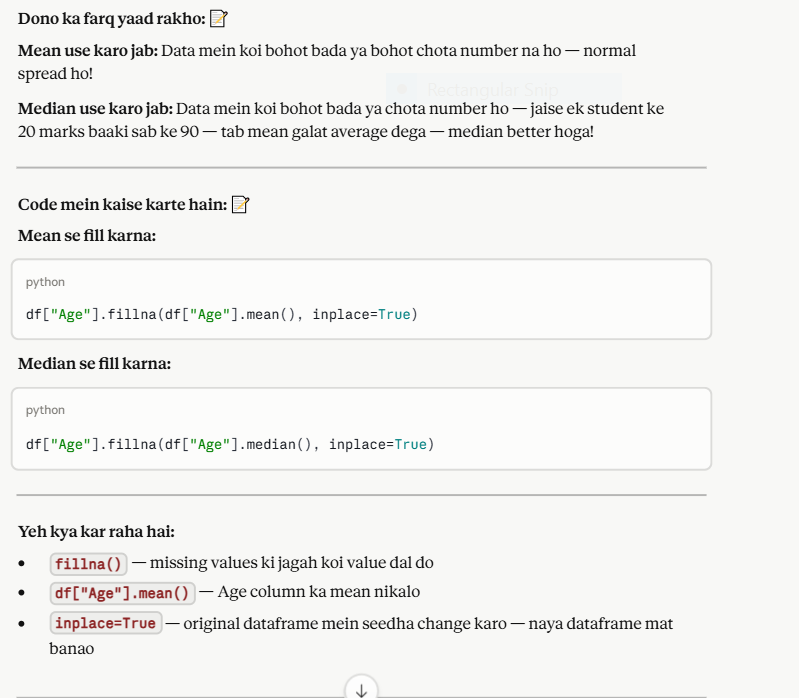 Dono ka farq yaad rakho: 📝
Mean use karo jab: Data mein koi bohot bada ya bohot chota number na ho — normal
spread ho!
Rectangular Snip
Median use karo jab: Data mein koi bohot bada ya chota number ho — jaise ek student ke
20 marks baaki sab ke 90 — tab mean galat average dega — median better hoga!
Code mein kaise karte hain: 📝
Mean se fill karna:
python
df["Age"].fillna(df["Age"].mean(), inplace=True)
Median se fill karna:
python
df["Age"].fillna(df["Age"].median(), inplace=True)
Yeh kya kar raha hai:
• fillna() — missing values ki jagah koi value dal do
• df["Age"].mean() — Age column ka mean nikalo
• inplace=True — original dataframe mein seedha change karo — naya dataframe mat
banao